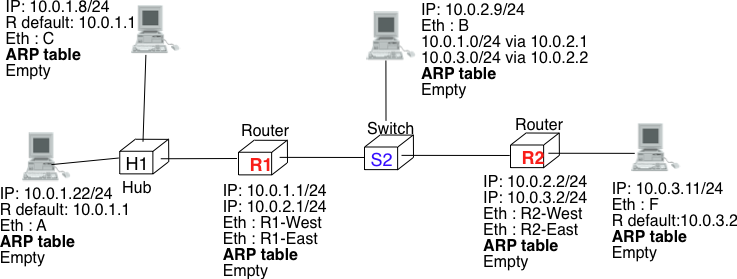 IP: 10.0.1.8/24
R default: 10.0.1.1
Eth : C
ARP table
Empty
IP: 10.0.2.9/24
Eth : B
10.0.1.0/24 via 10.0.2.1
10.0.3.0/24 via 10.0.2.2
ARP table
Empty
H1
Hub
Router
R1
Switch
S2
Router
R2
IP: 10.0.1.22/24
R default: 10.0.1.1
Eth : A
ARP table
Empty
IP: 10.0.1.1/24
IP: 10.0.2.1/24
Eth : R1-West
Eth : R1-East
ARP table
Empty
IP: 10.0.2.2/24
IP: 10.0.3.2/24
Eth : R2-West
Eth : R2-East
ARP table
Empty
IP: 10.0.3.11/24
Eth : F
R default:10.0.3.2
ARP table
Empty